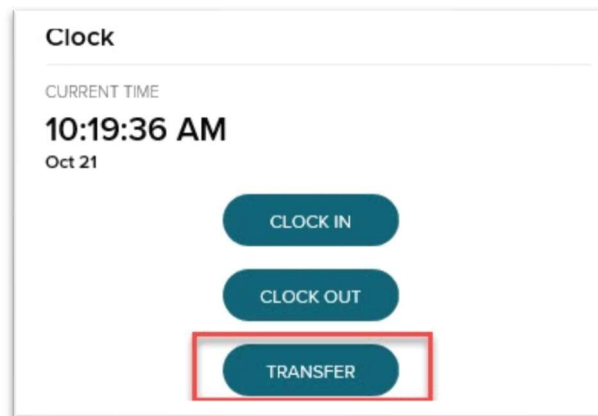 Clock
CURRENT TIME
10:19:36 AM
Oct 21
CLOCK IN
CLOCK OUT
TRANSFER